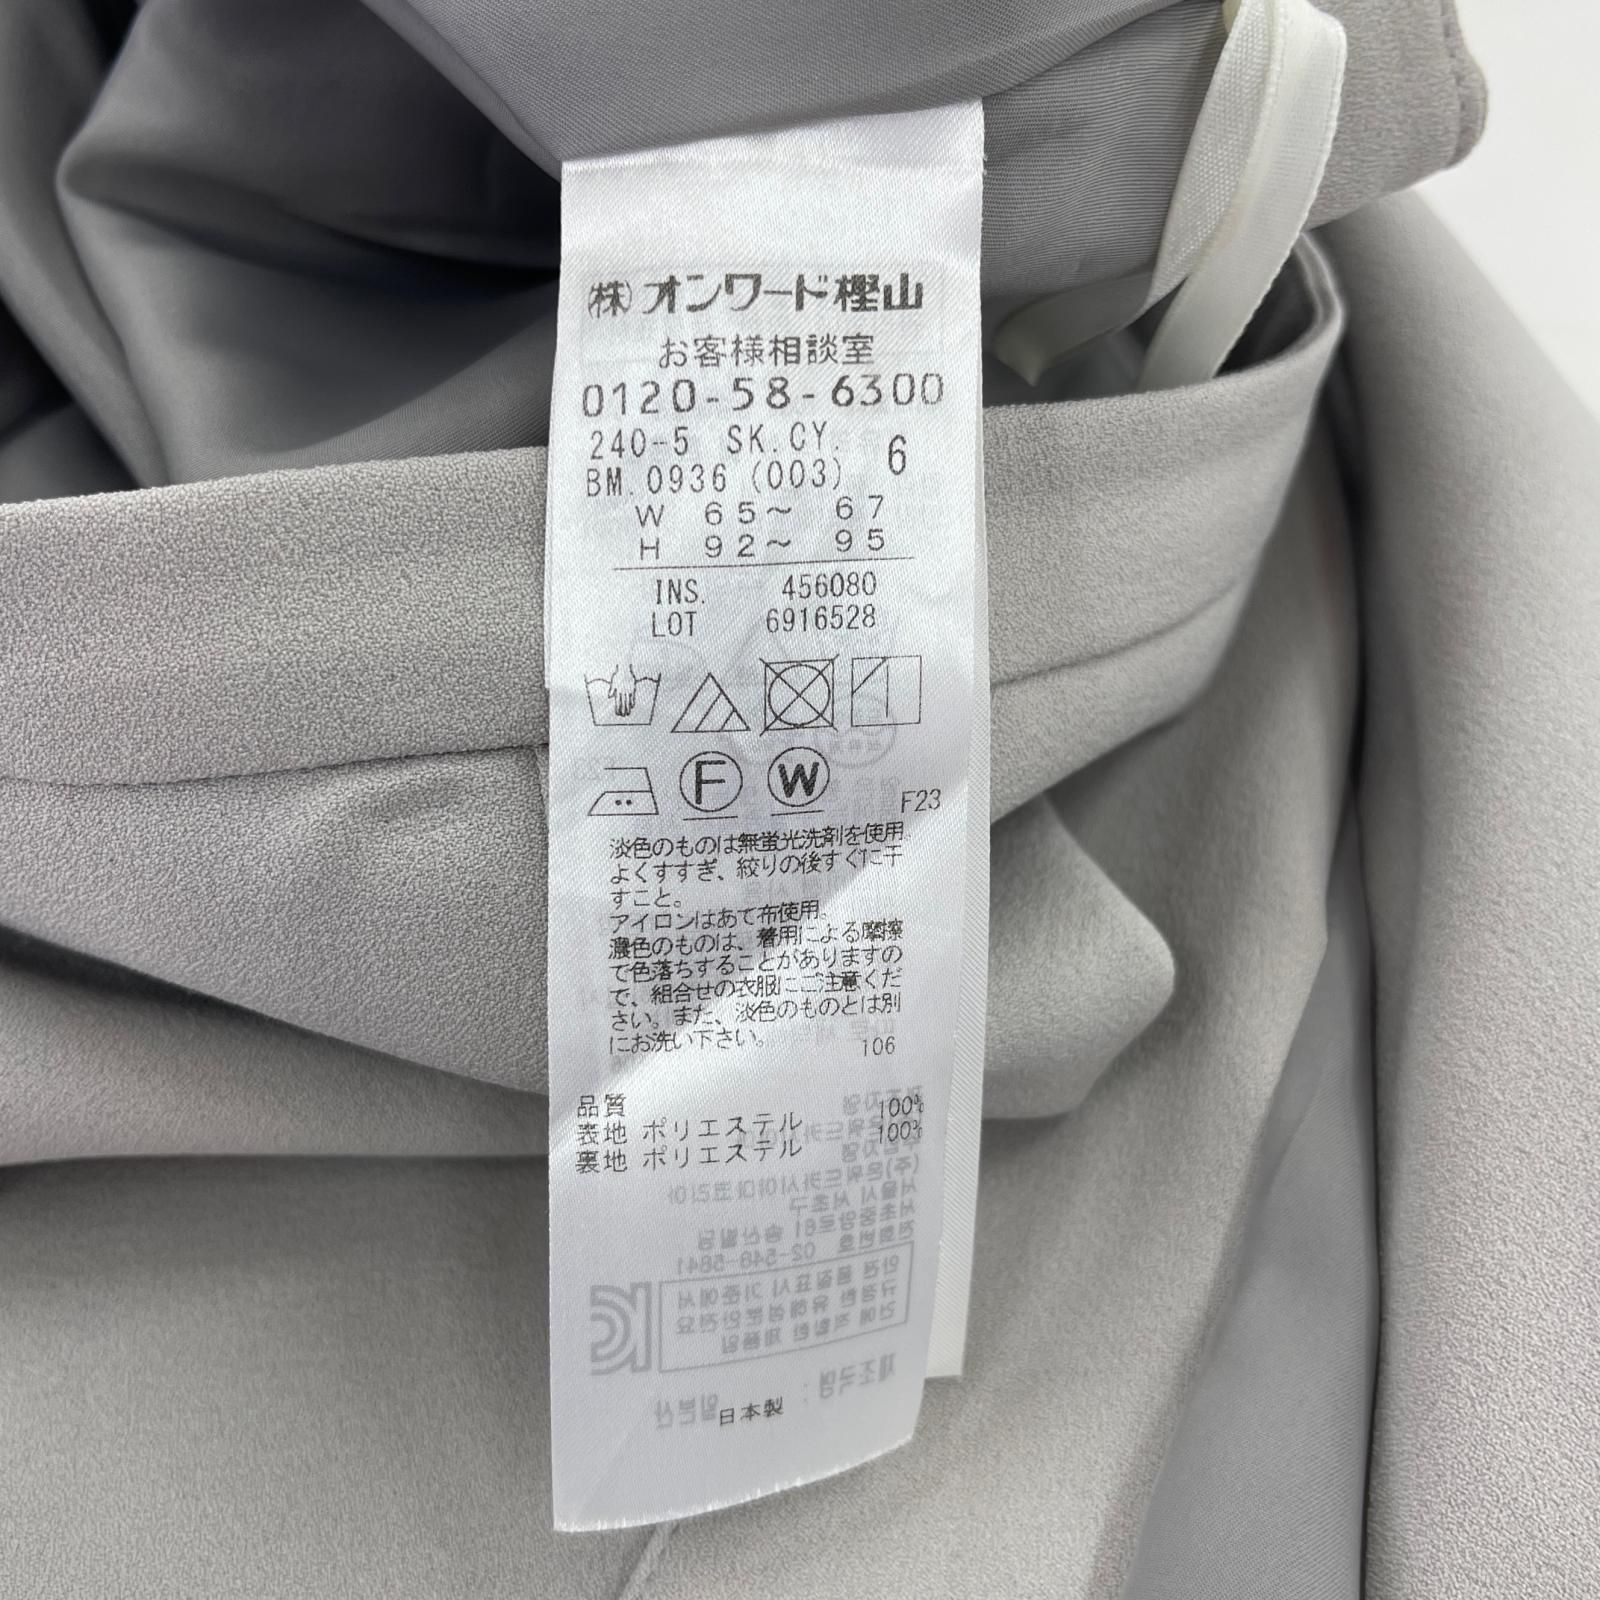 (株)オンワード樫山
お客様相談室
0120-58-6300
240-5 SK.CY. 6
BM.0936 (003)
W 65～ 67
H 92～ 95
INS. 456080
LOT 6916528
F
W
F23
淡色のものは無蛍光洗剤を使用。
よくすすぎ、絞りの後すぐに干
すこと。
アイロンはあて布使用。
濃色のものは、着用による摩擦
で色落ちすることがありますの
で、組合せの衣服にご注意くだ
さい。また、淡色のものとは別
にお洗い下さい。 106
品質
表地 ポリエステル 100%
裏地 ポリエステル 100%
日本製